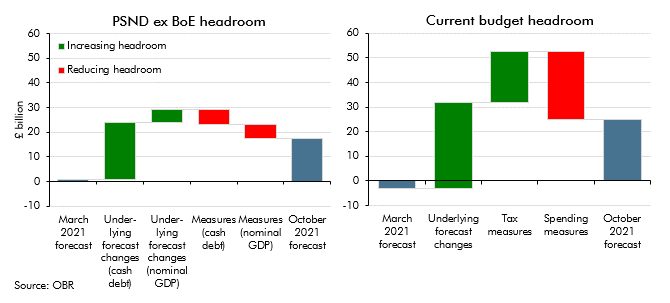 PSND ex BoE headroom
60
50
40
30
20
10
0
-10
£ billion
Increasing headroom
Reducing headroom
March
2021
forecast
Under-
lying
forecast
changes
(cash
debt)
Under-
lying
forecast
changes
(nominal
GDP)
Measures
(cash
debt)
Measures
(nominal
GDP)
October
2021
forecast
Current budget headroom
60
50
40
30
20
10
0
-10
March
2021
forecast
Underlying
forecast
changes
Tax
measures
Spending
measures
October
2021
forecast
Source: OBR